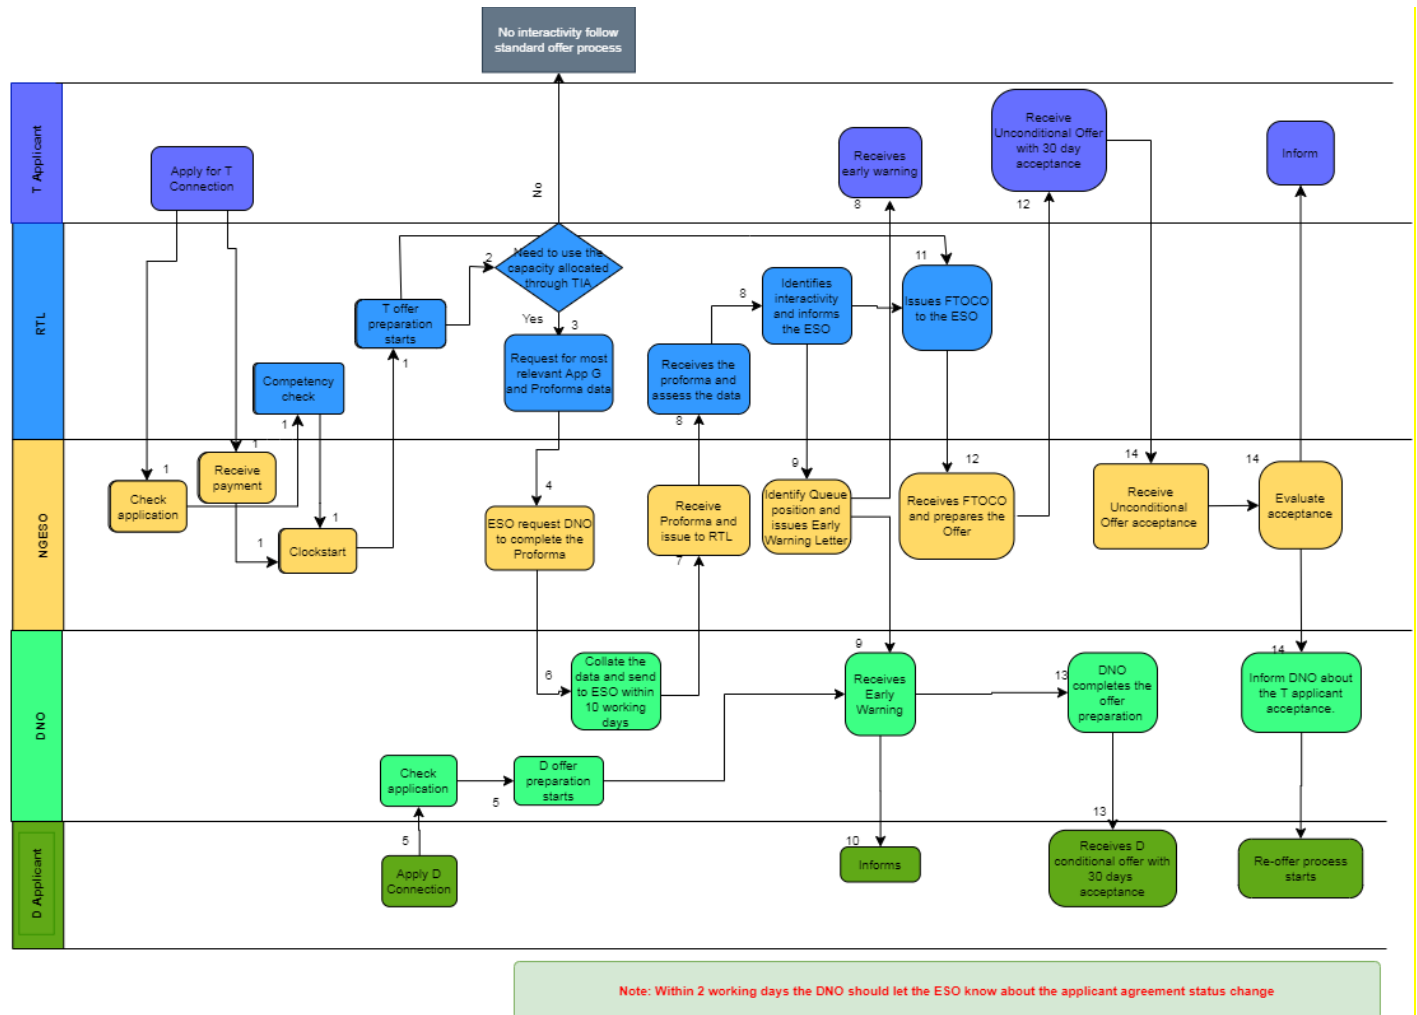 No interactivity follow
standard offer process
T Applicant
Apply for T
Connection
No
Receives
early warning
8
Receive
Unconditional Offer
with 30 day
acceptance
12
Inform
RTL
Need to use the
capacity allocated
through TIA
2
Yes
3
T offer
preparation
starts
1
Competency
check
1
Request for most
relevant App G
and Proforma data
Receives the
proforma and
assess the data
8
8
Identifies
interactivity
and informs
the ESO
11
Issues FTOCO
to the ESO
NGESO
1
Check
application
1
Receive
payment
1
1
Clockstart
4
ESO request DNO
to complete the
Proforma
Receive
Proforma and
issue to RTL
7
9
Identify Queue
position and
issues Early
Warning Letter
12
Receives FTOCO
and prepares the
Offer
14
Receive
Unconditional
Offer acceptance
14
Evaluate
acceptance
DNO
6
Collate the
data and send
to ESO within
10 working
days
9
Receives
Early
Warning
13
DNO
completes the
offer
preparation
14
Inform DNO about
the T applicant
acceptance.
Check
application
5
D offer
preparation
starts
D Applicant
5
Apply D
Connection
10
Informs
13
Receives D
conditional offer with
30 days
acceptance
Re-offer process
starts
Note: Within 2 working days the DNO should let the ESO know about the applicant agreement status change